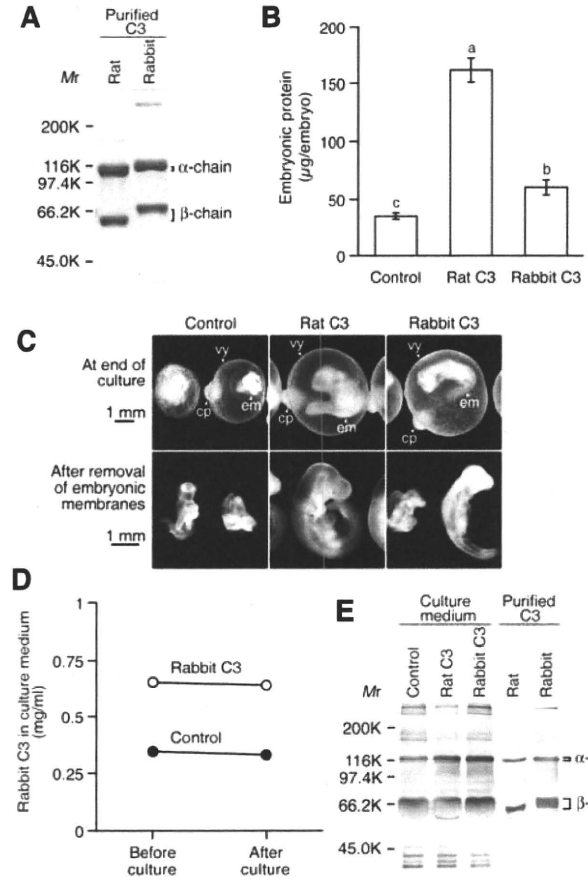 A
Purified
C3
Mr
Rat
Rabbit
200K
116K
97.4K
66.2K
45.0K
α-chain
β-chain
B
Embryonic protein
(µg/embryo)
200
150
100
50
0
c
a
b
Control
Rat C3
Rabbit C3
C
Control
Rat C3
Rabbit C3
At end of
culture
1 mm
vy
cp
em
vy
cp
em
vy
cp
em
After removal
of embryonic
membranes
1 mm
D
Rabbit C3 in culture medium
(mg/ml)
1
0.75
0.5
0.25
0
Rabbit C3
Control
Before
culture
After
culture
E
Culture
medium
Purified
C3
Mr
Control
Rat C3
Rabbit C3
Rat
Rabbit
200K
116K
97.4K
66.2K
45.0K
α-
β-